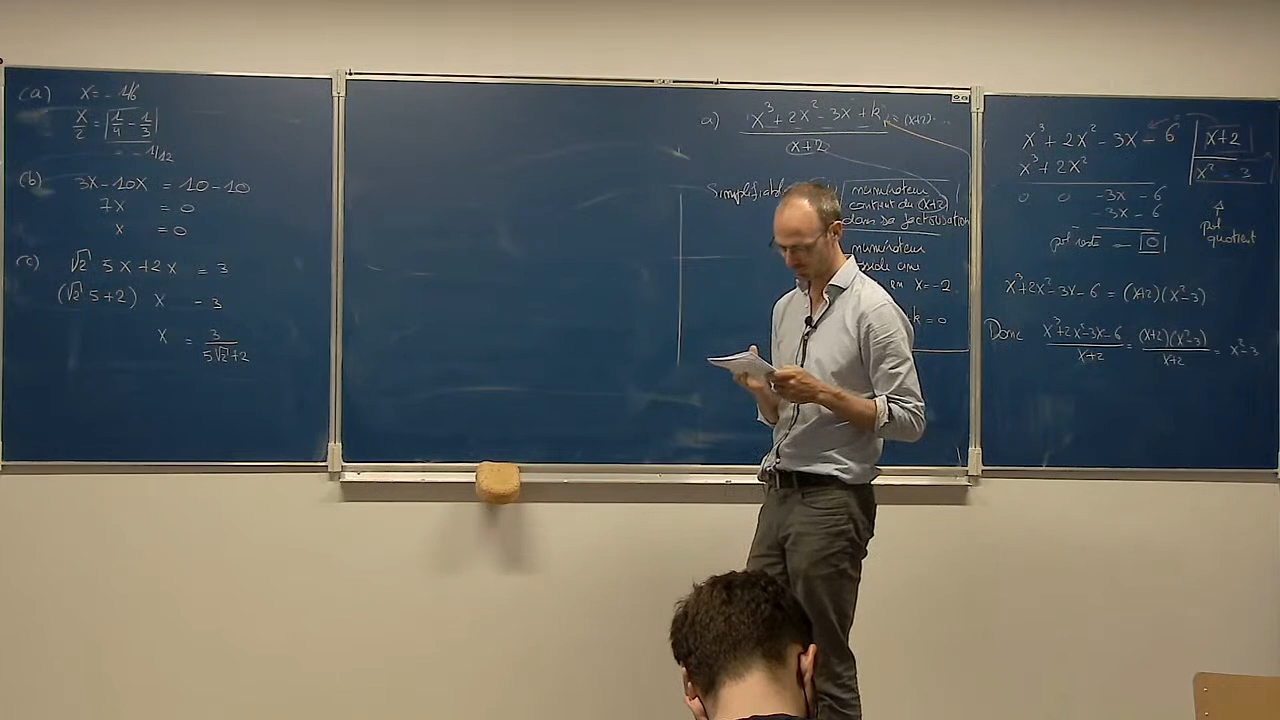 (a) x = - 1/6
x/2 = | 1/4 - 1/3 |
= - 1/12
(b) 3x - 10x = 10 - 10
7x = 0
x = 0
(c) √2 5x + 2x = 3
(√2 5 + 2) x = 3
x = 3/(5√2+2)
a) x³ + 2x² - 3x + k = (x+2)...
x+2
Simplifiable
numérateur
contient du (x+2)
dans sa factorisation
numérateur
en x = -2
k = 0
x³ + 2x² - 3x - 6 | x+2
x³ + 2x² | x² - 3
0 0 -3x - 6
-3x - 6
pol reste = 0
pol quotient
x³+2x²-3x-6 = (x+2)(x²-3)
Donc (x³+2x²-3x-6)/(x+2) = (x+2)(x²-3)/(x+2) = x²-3